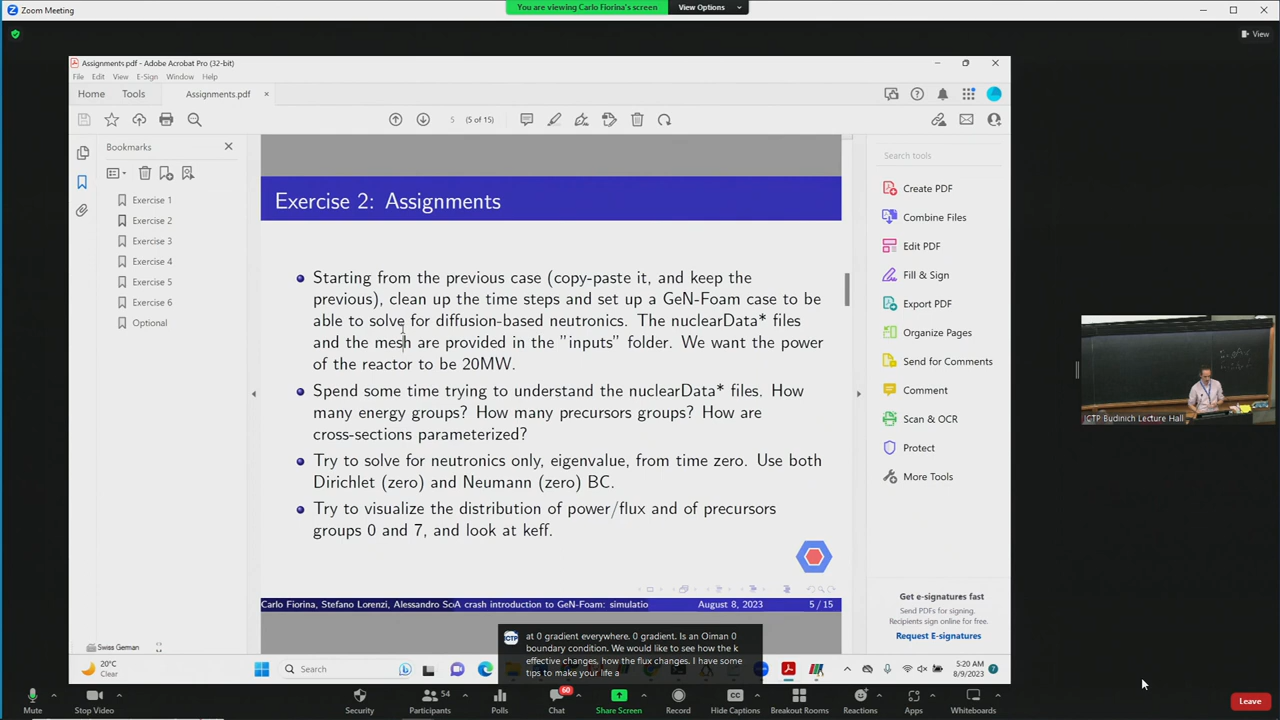 Zoom Meeting
You are viewing Carlo Fiorina's screen
View Options
View
Assignments.pdf - Adobe Acrobat Pro (32-bit)
File Edit View E-Sign Window Help
Home Tools Assignments.pdf
5 (5 of 15)
Bookmarks
Exercise 1
Exercise 2
Exercise 3
Exercise 4
Exercise 5
Exercise 6
Optional
Exercise 2: Assignments
Starting from the previous case (copy-paste it, and keep the
previous), clean up the time steps and set up a GeN-Foam case to be
able to solve for diffusion-based neutronics. The nuclearData* files
and the mesh are provided in the "inputs" folder. We want the power
of the reactor to be 20MW.
Spend some time trying to understand the nuclearData* files. How
many energy groups? How many precursors groups? How are
cross-sections parameterized?
Try to solve for neutronics only, eigenvalue, from time zero. Use both
Dirichlet (zero) and Neumann (zero) BC.
Try to visualize the distribution of power/flux and of precursors
groups 0 and 7, and look at keff.
Carlo Fiorina, Stefano Lorenzi, Alessandro Sc
A crash introduction to GeN-Foam: simulatio
August 8, 2023
5 / 15
Search tools
Create PDF
Combine Files
Edit PDF
Fill & Sign
Export PDF
Organize Pages
Send for Comments
Comment
Scan & OCR
Protect
More Tools
Get e-signatures fast
Send PDFs for signing.
Recipients sign online for free.
Request E-signatures
ICTP Budinich Lecture Hall
Swiss German
ICTP
at 0 gradient everywhere. 0 gradient. Is an Oiman 0
boundary condition. We would like to see how the k
effective changes, how the flux changes. I have some
tips to make your life a
20°C
Clear
Search
5:20 AM
8/9/2023
Mute
Stop Video
Security
54
Participants
Polls
60
Chat
Share Screen
Record
CC
Hide Captions
Breakout Rooms
Reactions
Apps
Whiteboards
Leave